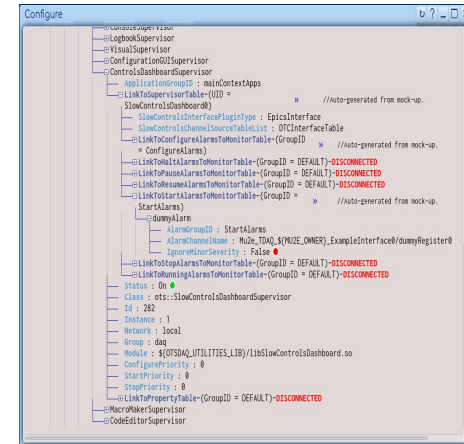 Configure
ConsoleSupervisor
LogbookSupervisor
VisualSupervisor
ConfigurationGUISupervisor
ControlsDashboardSupervisor
ApplicationGroupID : mainContextApps
LinkToSupervisorTable-(UID = » //Auto-generated from mock-up.
SlowControlsDashboard0)
SlowControlsInterfacePluginType : EpicsInterface
SlowControlsChannelSourceTableList : DTCInterfaceTable
LinkToConfigureAlarmsToMonitorTable-(GroupID » //Auto-generated from mock-up.
= ConfigureAlarms)
LinkToHaltAlarmsToMonitorTable-(GroupID = DEFAULT)-DISCONNECTED
LinkToPauseAlarmsToMonitorTable-(GroupID = DEFAULT)-DISCONNECTED
LinkToResumeAlarmsToMonitorTable-(GroupID = DEFAULT)-DISCONNECTED
LinkToStartAlarmsToMonitorTable-(GroupID = » //Auto-generated from mock-up.
StartAlarms)
dummyAlarm
AlarmGroupID : StartAlarms
AlarmChannelName : Mu2e_TDAQ_${MU2E_OWNER}_ExampleInterface0/dummyRegister0
IgnoreMinorSeverity : False
LinkToStopAlarmsToMonitorTable-(GroupID = DEFAULT)-DISCONNECTED
LinkToRunningAlarmsToMonitorTable-(GroupID = DEFAULT)-DISCONNECTED
Status : On
Class : ots::SlowControlsDashboardSupervisor
Id : 282
Instance : 1
Network : local
Group : daq
Module : ${OTSDAQ_UTILITIES_LIB}/libSlowControlsDashboard.so
ConfigurePriority : 0
StartPriority : 0
StopPriority : 0
LinkToPropertyTable-(GroupID = DEFAULT)-DISCONNECTED
MacroMakerSupervisor
CodeEditorSupervisor